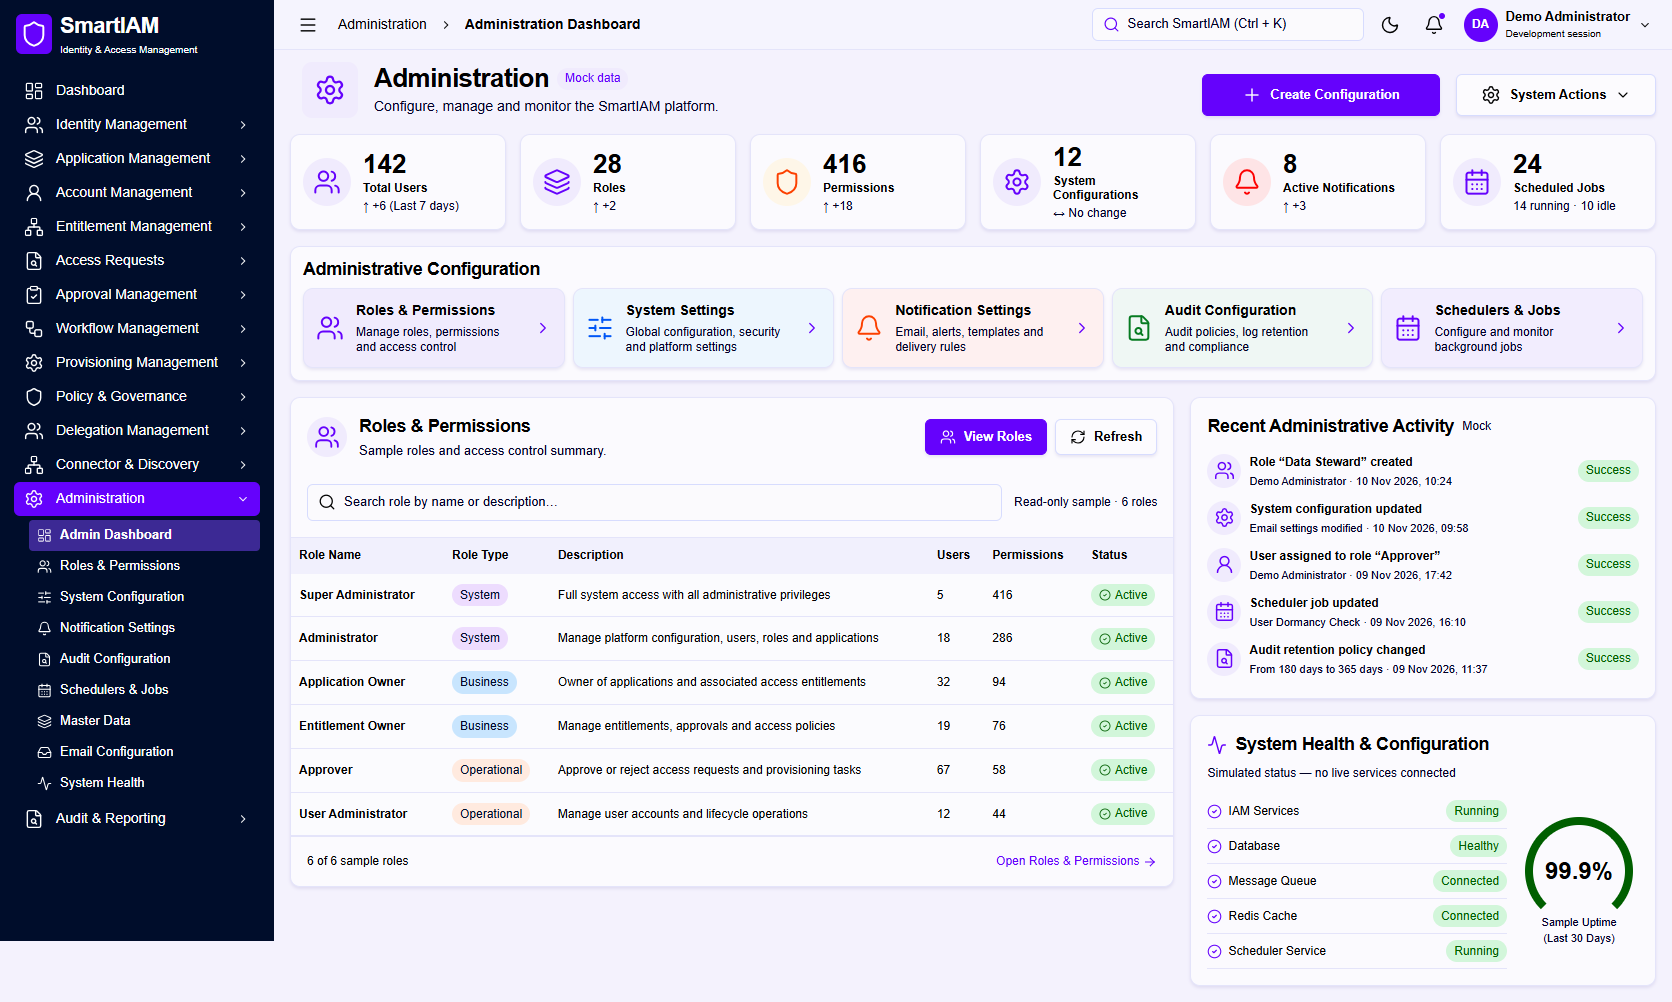 SmartIAM
Identity & Access Management
Dashboard
Identity Management
Application Management
Account Management
Entitlement Management
Access Requests
Approval Management
Workflow Management
Provisioning Management
Policy & Governance
Delegation Management
Connector & Discovery
Administration
Admin Dashboard
Roles & Permissions
System Configuration
Notification Settings
Audit Configuration
Schedulers & Jobs
Master Data
Email Configuration
System Health
Audit & Reporting
Administration > Administration Dashboard
Search SmartIAM (Ctrl + K)
DA
Demo Administrator
Development session
Administration Mock data
Configure, manage and monitor the SmartIAM platform.
Create Configuration
System Actions
142
Total Users
↑ +6 (Last 7 days)
28
Roles
↑ +2
416
Permissions
↑ +18
12
System
Configurations
↔ No change
8
Active Notifications
↑ +3
24
Scheduled Jobs
14 running · 10 idle
Administrative Configuration
Roles & Permissions
Manage roles, permissions
and access control
System Settings
Global configuration, security
and platform settings
Notification Settings
Email, alerts, templates and
delivery rules
Audit Configuration
Audit policies, log retention
and compliance
Schedulers & Jobs
Configure and monitor
background jobs
Roles & Permissions
Sample roles and access control summary.
View Roles
Refresh
Search role by name or description…
Read-only sample · 6 roles
Role Name Role Type Description Users Permissions Status
Super Administrator System Full system access with all administrative privileges 5 416 Active
Administrator System Manage platform configuration, users, roles and applications 18 286 Active
Application Owner Business Owner of applications and associated access entitlements 32 94 Active
Entitlement Owner Business Manage entitlements, approvals and access policies 19 76 Active
Approver Operational Approve or reject access requests and provisioning tasks 67 58 Active
User Administrator Operational Manage user accounts and lifecycle operations 12 44 Active
6 of 6 sample roles
Open Roles & Permissions →
Recent Administrative Activity Mock
Role “Data Steward” created
Demo Administrator · 10 Nov 2026, 10:24
Success
System configuration updated
Email settings modified · 10 Nov 2026, 09:58
Success
User assigned to role “Approver”
Demo Administrator · 09 Nov 2026, 17:42
Success
Scheduler job updated
User Dormancy Check · 09 Nov 2026, 16:10
Success
Audit retention policy changed
From 180 days to 365 days · 09 Nov 2026, 11:37
Success
System Health & Configuration
Simulated status — no live services connected
IAM Services Running
Database Healthy
Message Queue Connected
Redis Cache Connected
Scheduler Service Running
99.9%
Sample Uptime
(Last 30 Days)